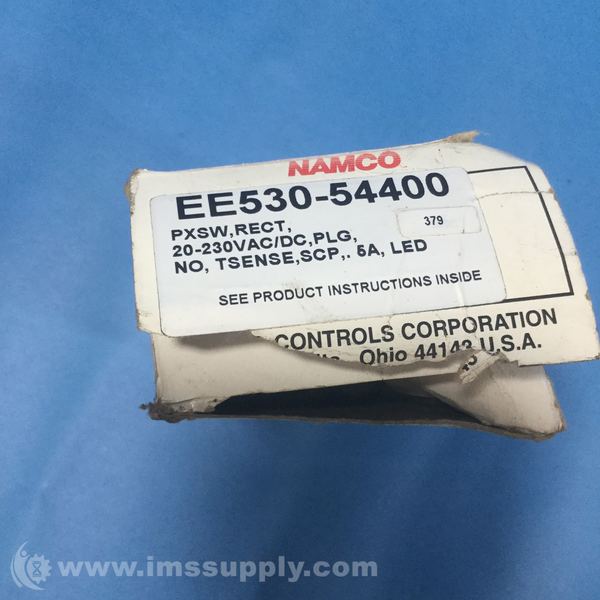 NAMCO
EE530-54400
379
PXSW,RECT,
20-230VAC/DC,PLG,
NO, TSENSE,SCP,. 5A, LED
SEE PRODUCT INSTRUCTIONS INSIDE
CONTROLS CORPORATION
Ohio 44143 U.S.A.
www.imssupply.com